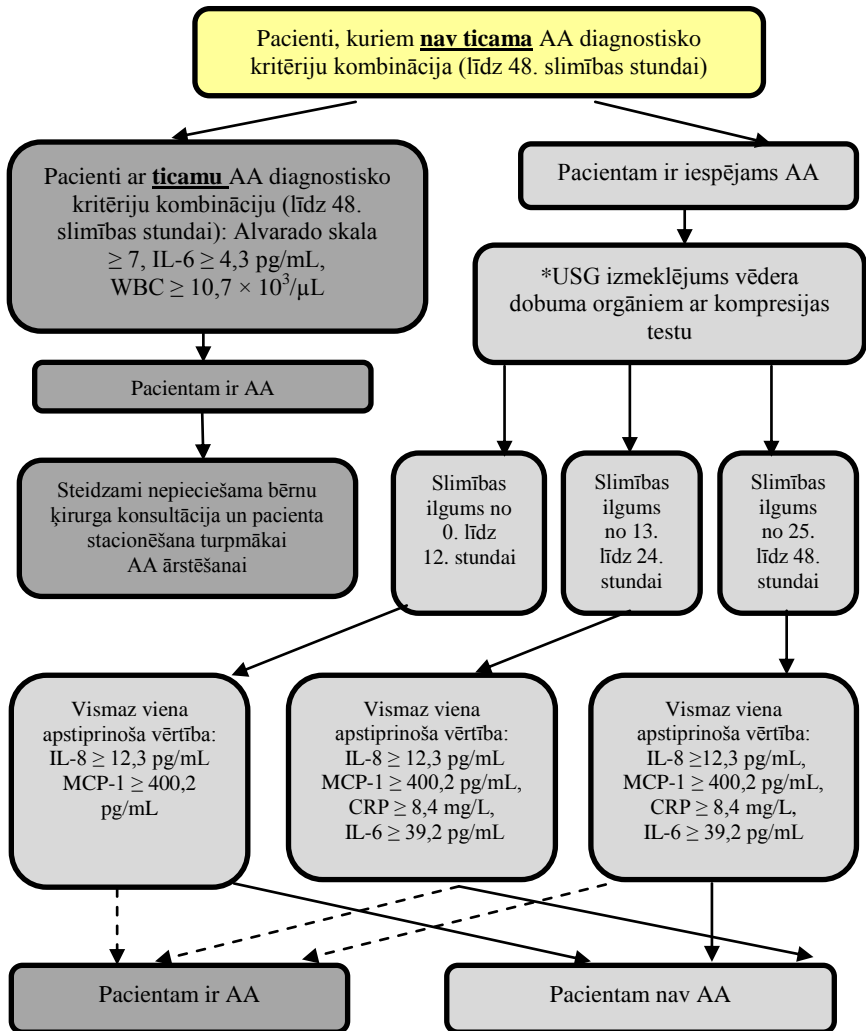 Pacienti, kuriem nav ticama AA diagnostisko
kritēriju kombinācija (līdz 48. slimības stundai)
Pacienti ar ticamu AA diagnostisko
kritēriju kombināciju (līdz 48.
slimības stundai): Alvarado skala
≥ 7, IL-6 ≥ 4,3 pg/mL,
WBC ≥ 10,7 × 10³/µL
Pacientam ir iespējams AA
*USG izmeklējums vēdera
dobuma orgāniem ar kompresijas
testu
Pacientam ir AA
Steidzami nepieciešama bērnu
ķirurga konsultācija un pacienta
stacionēšana turpmākai
AA ārstēšanai
Slimības
ilgums no
0. līdz
12. stundai
Slimības
ilgums
no 13.
līdz 24.
stundai
Slimības
ilgums
no 25.
līdz 48.
stundai
Vismaz viena
apstiprinoša vērtība:
IL-8 ≥ 12,3 pg/mL
MCP-1 ≥ 400,2
pg/mL
Vismaz viena
apstiprinoša vērtība:
IL-8 ≥ 12,3 pg/mL
MCP-1 ≥ 400,2 pg/mL,
CRP ≥ 8,4 mg/L,
IL-6 ≥ 39,2 pg/mL
Vismaz viena
apstiprinoša vērtība:
IL-8 ≥12,3 pg/mL,
MCP-1 ≥ 400,2 pg/mL,
CRP ≥ 8,4 mg/L,
IL-6 ≥ 39,2 pg/mL
Pacientam ir AA
Pacientam nav AA